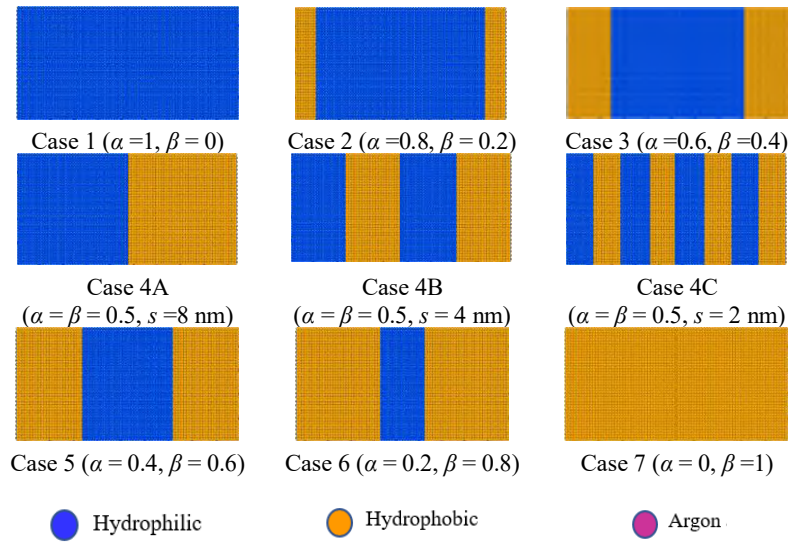 Case 1 (α =1, β = 0)
Case 2 (α =0.8, β = 0.2)
Case 3 (α =0.6, β =0.4)
Case 4A
(α = β = 0.5, s =8 nm)
Case 4B
(α = β = 0.5, s = 4 nm)
Case 4C
(α = β = 0.5, s = 2 nm)
Case 5 (α = 0.4, β = 0.6)
Case 6 (α = 0.2, β = 0.8)
Case 7 (α = 0, β =1)
Hydrophilic
Hydrophobic
Argon